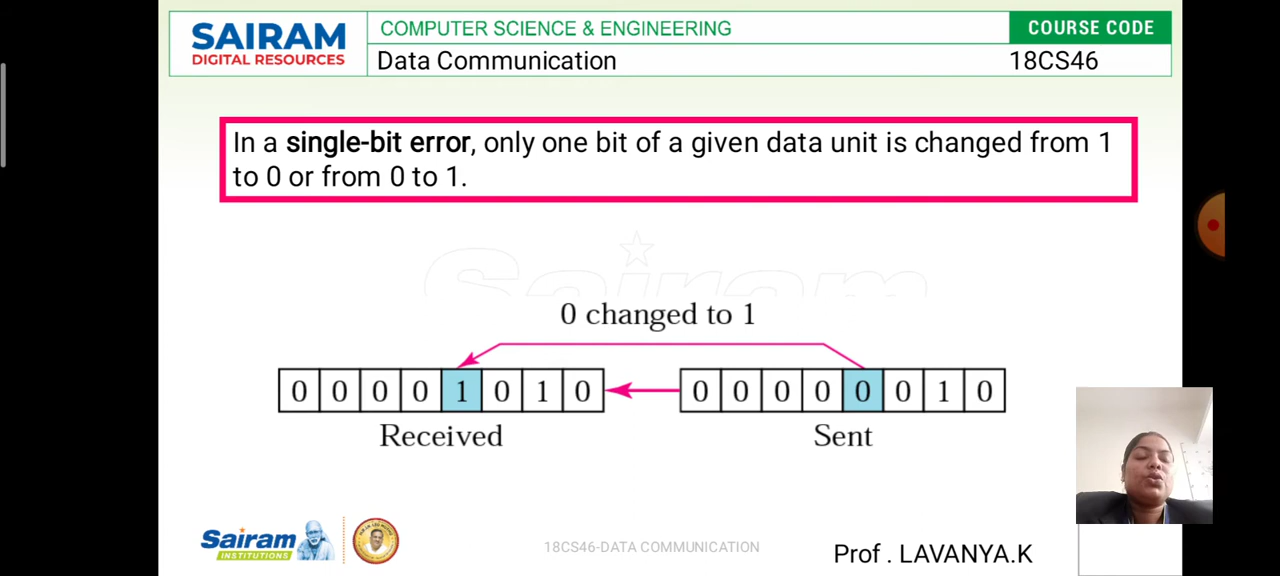 SAIRAM
DIGITAL RESOURCES
COMPUTER SCIENCE & ENGINEERING
COURSE CODE
Data Communication
18CS46
In a single-bit error, only one bit of a given data unit is changed from 1
to 0 or from 0 to 1.
Sairam
0 changed to 1
0 0 0 0 1 0 1 0
0 0 0 0 0 0 1 0
Received
Sent
Sairam
INSTITUTIONS
18CS46-DATA COMMUNICATION
Prof . LAVANYA.K